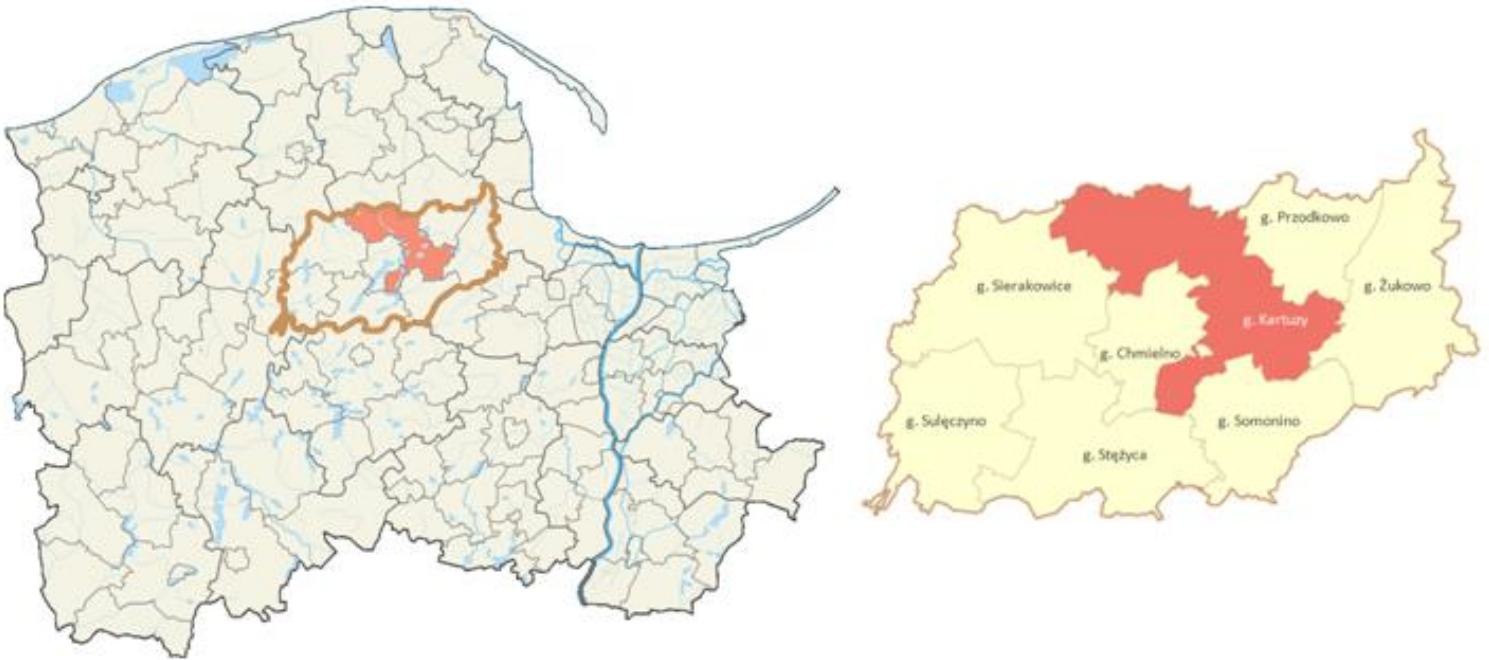 g. Przodkowo
g. Sierakowice
g. Żukowo
g. Kartuzy
g. Chmielno
g. Sulęczyno
g. Somonino
g. Stężyca